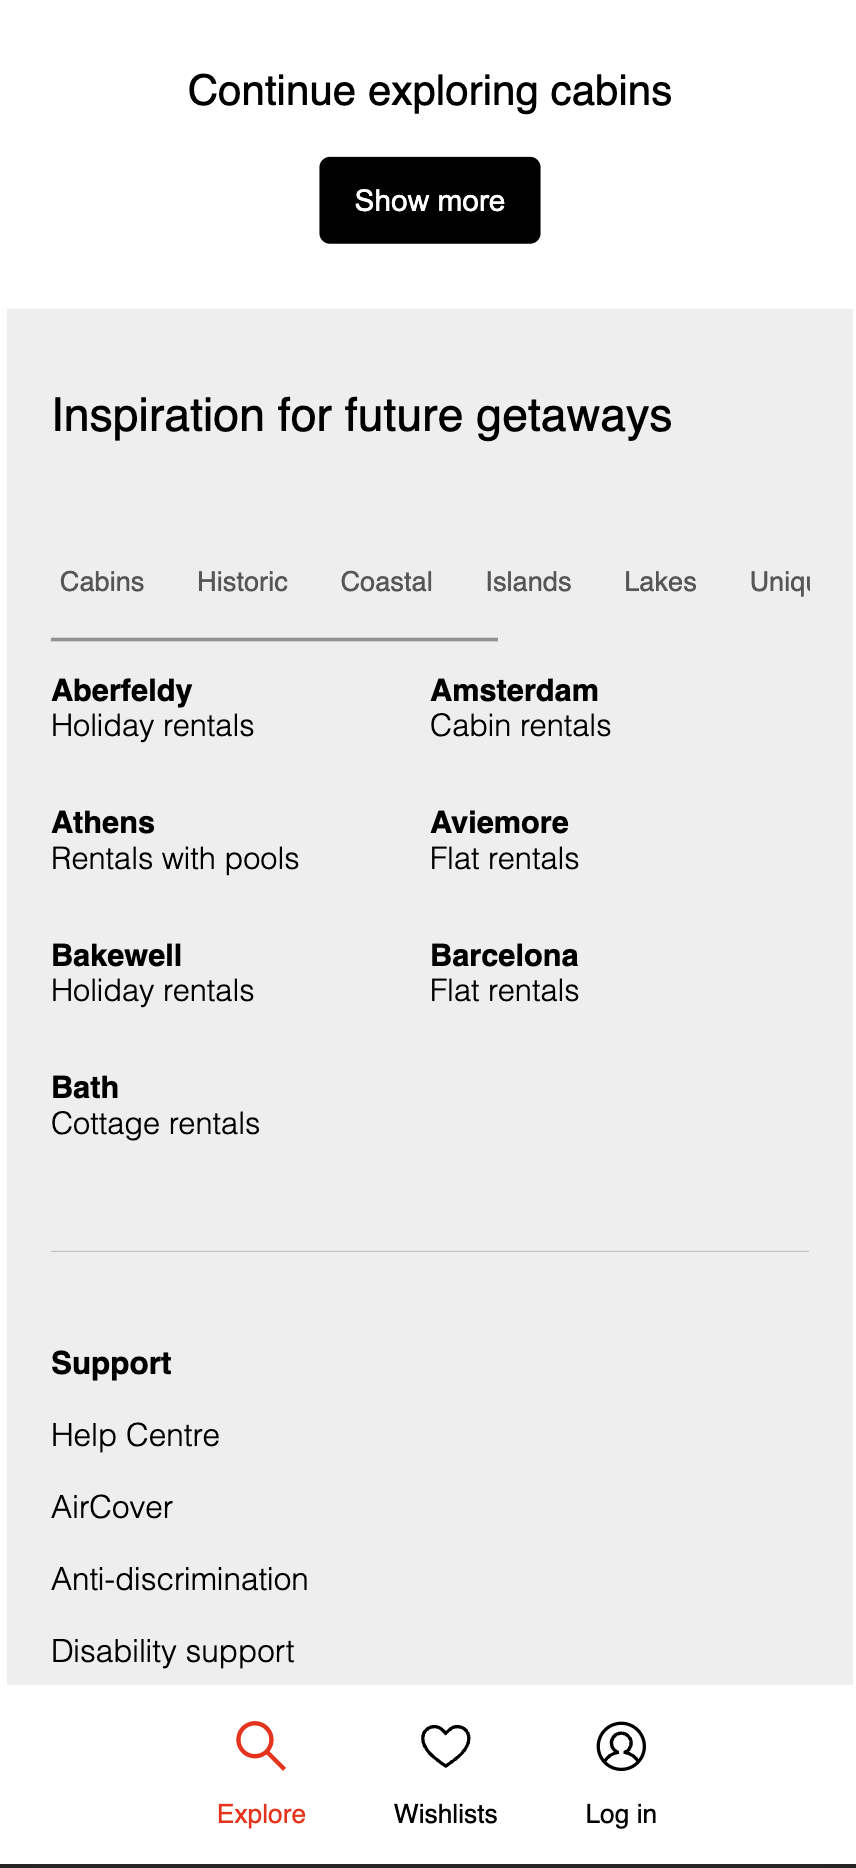 Continue exploring cabins
Show more
Inspiration for future getaways
Cabins Historic Coastal Islands Lakes Uniqu
Aberfeldy
Holiday rentals
Amsterdam
Cabin rentals
Athens
Rentals with pools
Aviemore
Flat rentals
Bakewell
Holiday rentals
Barcelona
Flat rentals
Bath
Cottage rentals
Support
Help Centre
AirCover
Anti-discrimination
Disability support
Explore Wishlists Log in